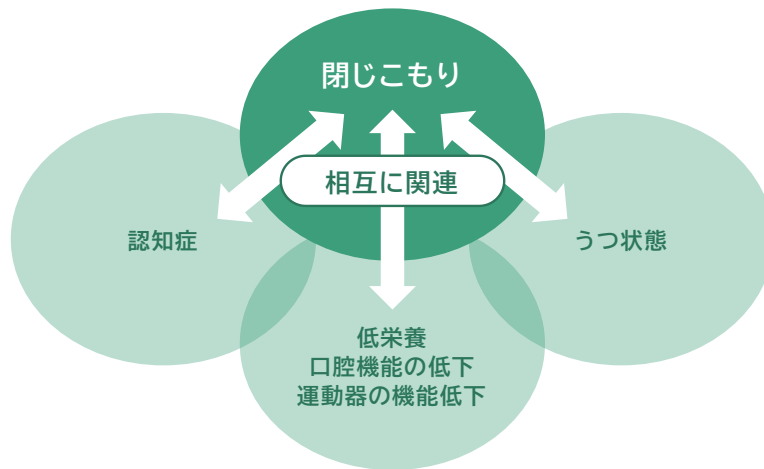 閉じこもり
相互に関連
認知症
うつ状態
低栄養
口腔機能の低下
運動器の機能低下